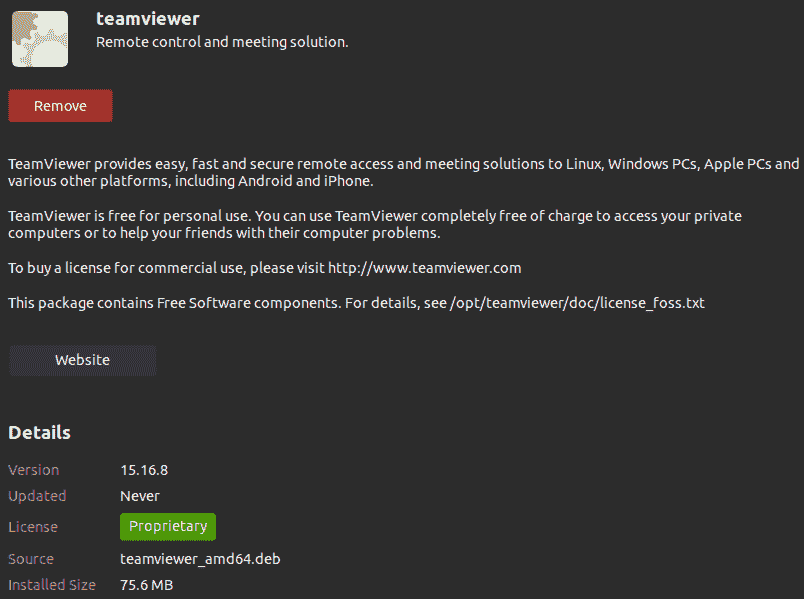 teamviewer
Remote control and meeting solution.
Remove
TeamViewer provides easy, fast and secure remote access and meeting solutions to Linux, Windows PCs, Apple PCs and
various other platforms, including Android and iPhone.
TeamViewer is free for personal use. You can use TeamViewer completely free of charge to access your private
computers or to help your friends with their computer problems.
To buy a license for commercial use, please visit http://www.teamviewer.com
This package contains Free Software components. For details, see /opt/teamviewer/doc/license_foss.txt
Website
Details
Version 15.16.8
Updated Never
License Proprietary
Source teamviewer_amd64.deb
Installed Size 75.6 MB